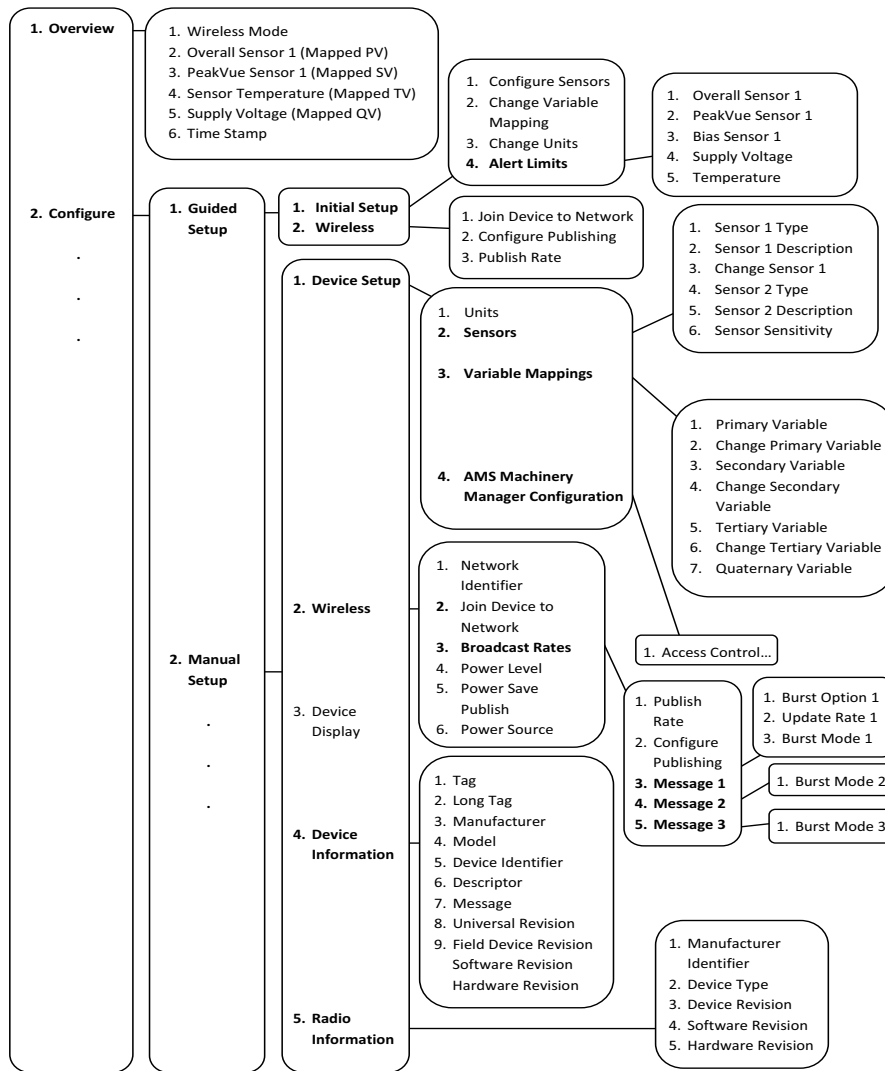 1. Overview
1. Wireless Mode
2. Overall Sensor 1 (Mapped PV)
3. PeakVue Sensor 1 (Mapped SV)
4. Sensor Temperature (Mapped TV)
5. Supply Voltage (Mapped QV)
6. Time Stamp
2. Configure
.
.
.
1. Guided
Setup
1. Initial Setup
2. Wireless
1. Configure Sensors
2. Change Variable
Mapping
3. Change Units
4. Alert Limits
1. Overall Sensor 1
2. PeakVue Sensor 1
3. Bias Sensor 1
4. Supply Voltage
5. Temperature
1. Join Device to Network
2. Configure Publishing
3. Publish Rate
2. Manual
Setup
.
.
.
1. Device Setup
1. Units
2. Sensors
3. Variable Mappings
4. AMS Machinery
Manager Configuration
1. Sensor 1 Type
2. Sensor 1 Description
3. Change Sensor 1
4. Sensor 2 Type
5. Sensor 2 Description
6. Sensor Sensitivity
1. Primary Variable
2. Change Primary Variable
3. Secondary Variable
4. Change Secondary
Variable
5. Tertiary Variable
6. Change Tertiary Variable
7. Quaternary Variable
1. Access Control...
2. Wireless
1. Network
Identifier
2. Join Device to
Network
3. Broadcast Rates
4. Power Level
5. Power Save
Publish
6. Power Source
1. Publish
Rate
2. Configure
Publishing
3. Message 1
4. Message 2
5. Message 3
1. Burst Option 1
2. Update Rate 1
3. Burst Mode 1
1. Burst Mode 2
1. Burst Mode 3
3. Device
Display
4. Device
Information
1. Tag
2. Long Tag
3. Manufacturer
4. Model
5. Device Identifier
6. Descriptor
7. Message
8. Universal Revision
9. Field Device Revision
Software Revision
Hardware Revision
5. Radio
Information
1. Manufacturer
Identifier
2. Device Type
3. Device Revision
4. Software Revision
5. Hardware Revision